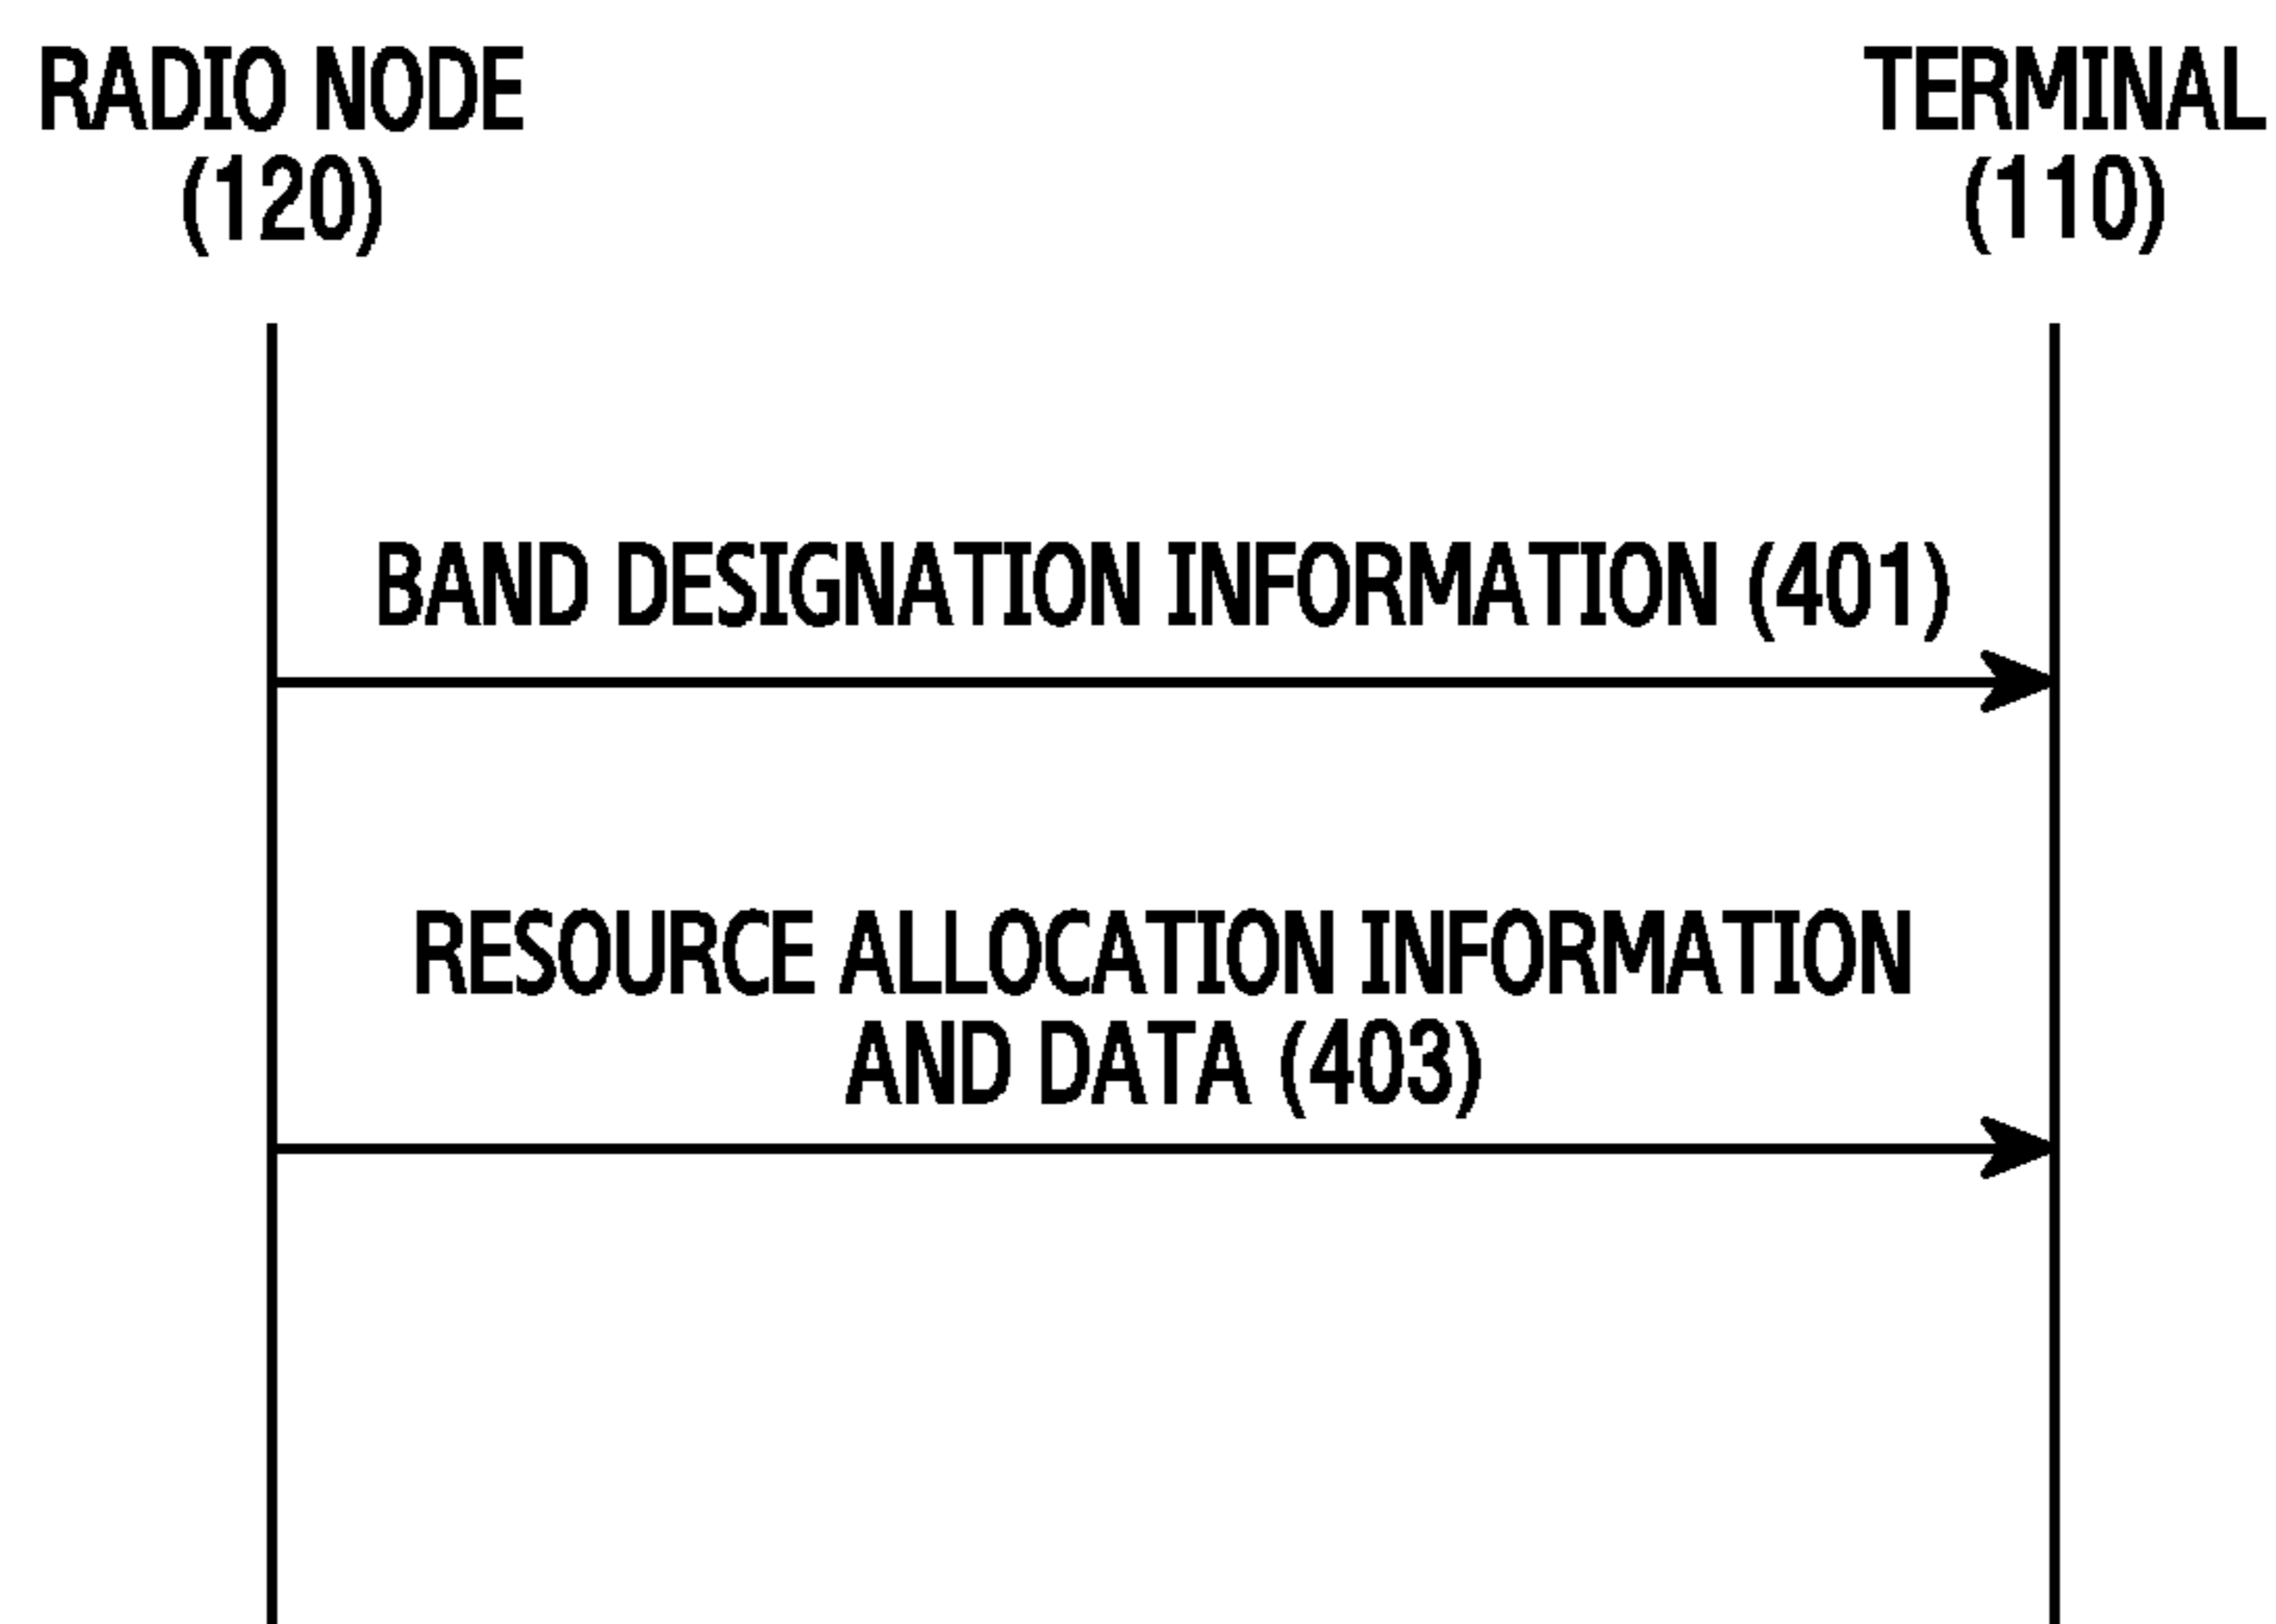 RADIO NODE
(120)
TERMINAL
(110)
BAND DESIGNATION INFORMATION (401)
RESOURCE ALLOCATION INFORMATION
AND DATA (403)